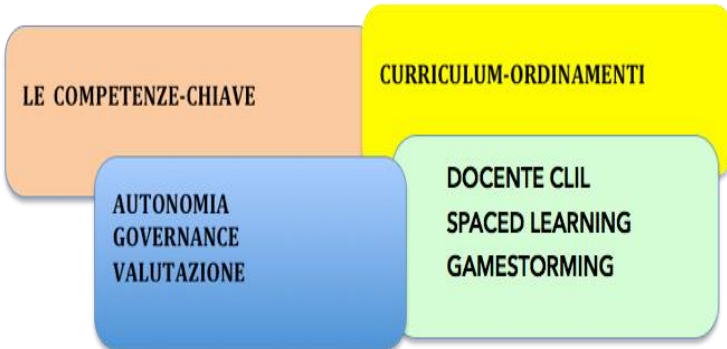 LE COMPETENZE-CHIAVE
CURRICULUM-ORDINAMENTI
AUTONOMIA
GOVERNANCE
VALUTAZIONE
DOCENTE CLIL
SPACED LEARNING
GAMESTORMING